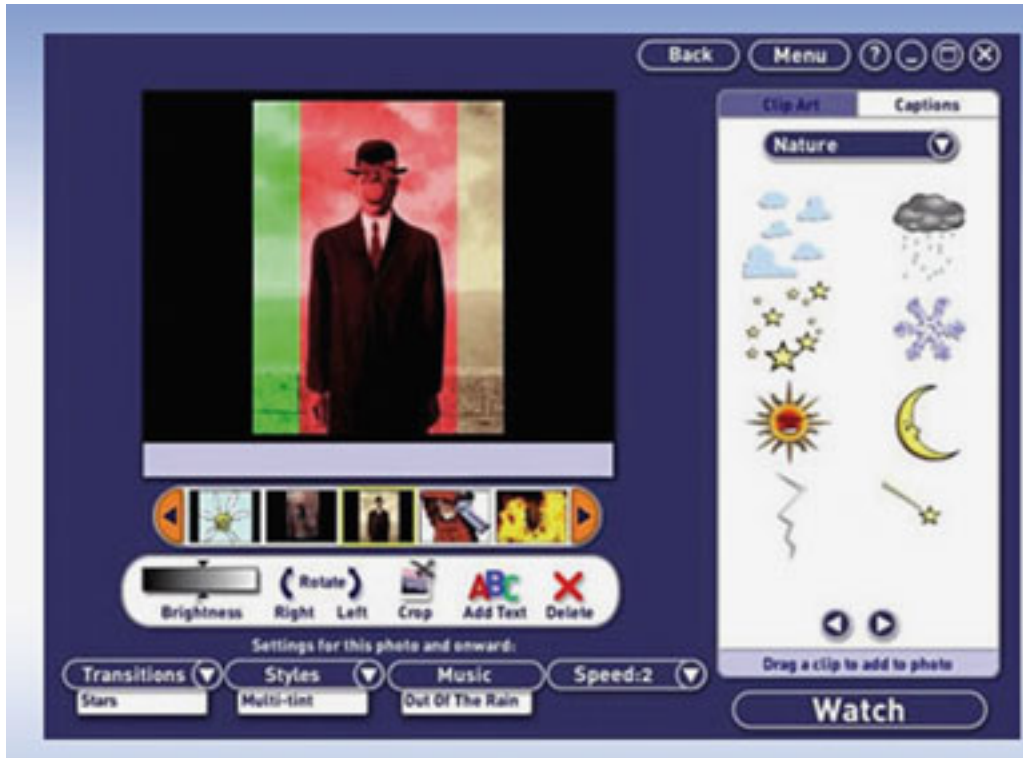 Back Menu ?
Clip Art Captions
Nature
Brightness
Rotate
Right Left
Crop
ABC
Add Text
Delete
Settings for this photo and onward:
Transitions Styles Music Speed:2
Stars Multi-tint Out Of The Rain
Drag a clip to add to photo
Watch